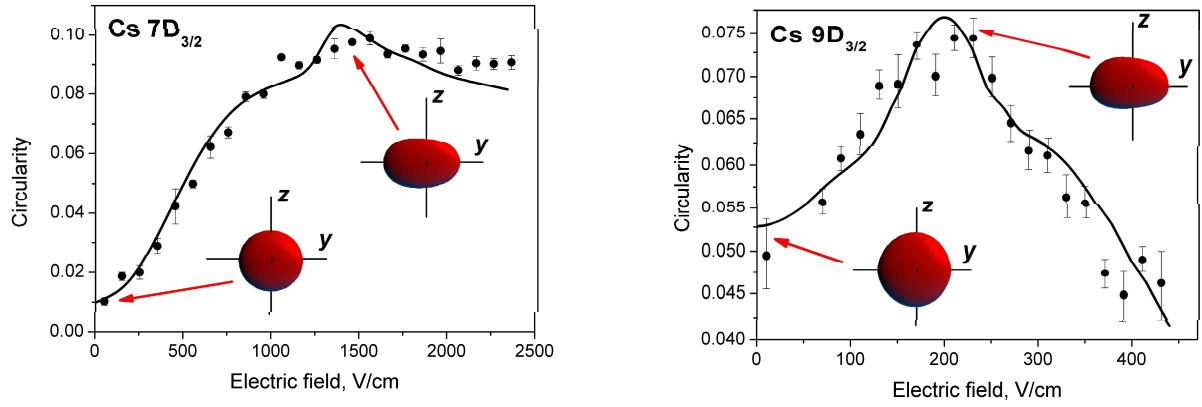 Cs 7D3/2
0.10
0.08
0.06
0.04
0.02
0.00
Circularity
z
y
z
y
0
500
1000
1500
2000
2500
Electric field, V/cm
Cs 9D3/2
0.075
0.070
0.065
0.060
0.055
0.050
0.045
0.040
Circularity
z
y
z
y
0
100
200
300
400
Electric field, V/cm